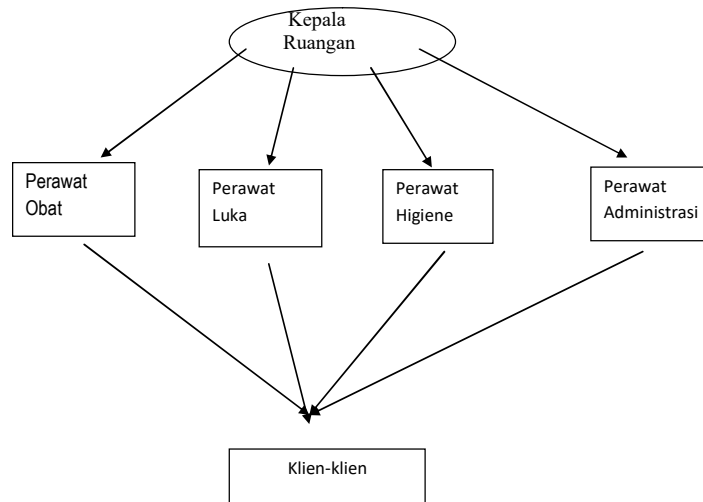 Kepala
Ruangan
Perawat
Obat
Perawat
Luka
Perawat
Higiene
Perawat
Administrasi
Klien-klien